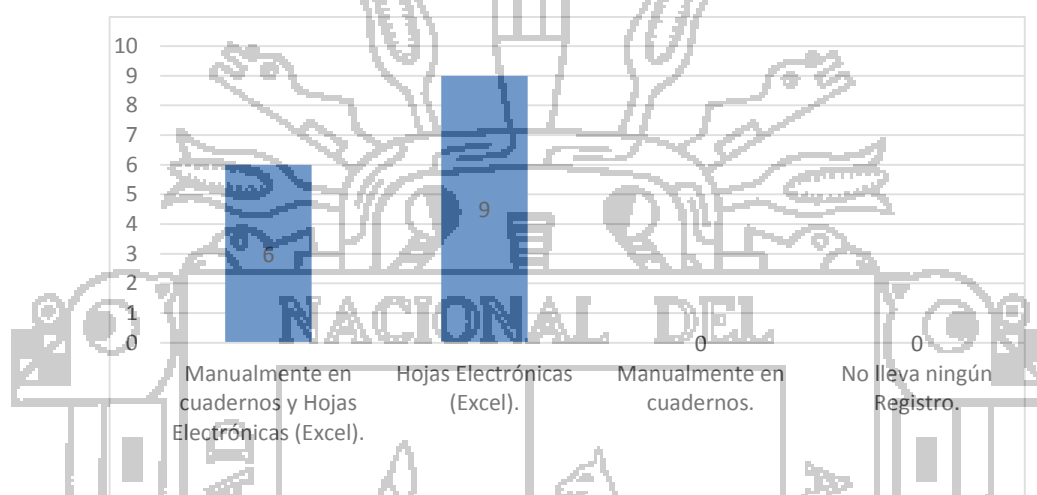 10
9
8
7
6
5
4
3
2
1
0
6
9
0
0
Manualmente en
cuadernos y Hojas
Electrónicas (Excel).
Hojas Electrónicas
(Excel).
Manualmente en
cuadernos.
No lleva ningún
Registro.
NACIONAL DEL